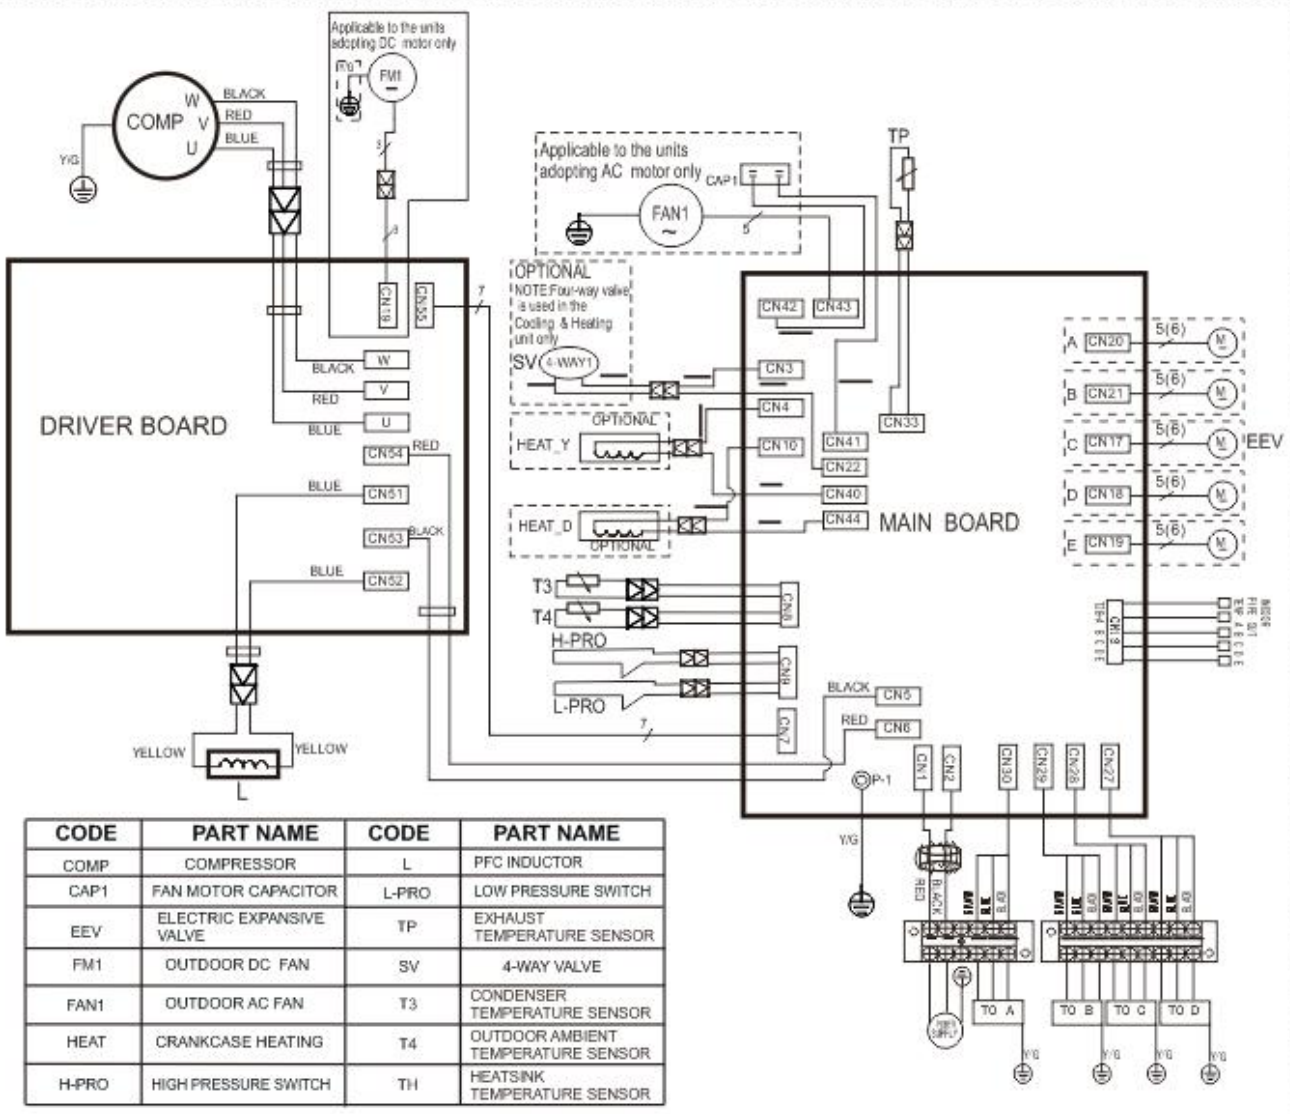 Applicable to the units
adopting DC motor only
Y/G
FM1
COMP
W
V
U
BLACK
RED
BLUE
Y/G
3
3
Applicable to the units
adopting AC motor only
CAP1
FAN1
~
5
TP
DRIVER BOARD
CN19
CN55
7
W
V
U
BLACK
RED
BLUE
CN54
RED
BLUE
CN51
CN53
BLACK
BLUE
CN52
YELLOW
YELLOW
L
OPTIONAL
NOTE:Four-way valve
is used in the
Cooling & Heating
unit only
SV
4-WAY1
OPTIONAL
HEAT_Y
HEAT_D
OPTIONAL
T3
T4
H-PRO
L-PRO
7
MAIN BOARD
CN42
CN43
CN3
CN4
CN10
CN41
CN22
CN40
CN44
CN33
CN8
CN9
CN7
BLACK
CN5
RED
CN6
P-1
Y/G
CN1
CN2
CN30
CN29
CN28
CN27
A
CN20
5(6)
M
B
CN21
5(6)
M
C
CN17
5(6)
M
EEV
D
CN18
5(6)
M
E
CN19
5(6)
M
RED
BLACK
TO A
TO B
TO C
TO D
Y/G
Y/G
Y/G
Y/G
CODE PART NAME CODE PART NAME
COMP COMPRESSOR L PFC INDUCTOR
CAP1 FAN MOTOR CAPACITOR L-PRO LOW PRESSURE SWITCH
EEV ELECTRIC EXPANSIVE VALVE TP EXHAUST TEMPERATURE SENSOR
FM1 OUTDOOR DC FAN SV 4-WAY VALVE
FAN1 OUTDOOR AC FAN T3 CONDENSER TEMPERATURE SENSOR
HEAT CRANKCASE HEATING T4 OUTDOOR AMBIENT TEMPERATURE SENSOR
H-PRO HIGH PRESSURE SWITCH TH HEATSINK TEMPERATURE SENSOR